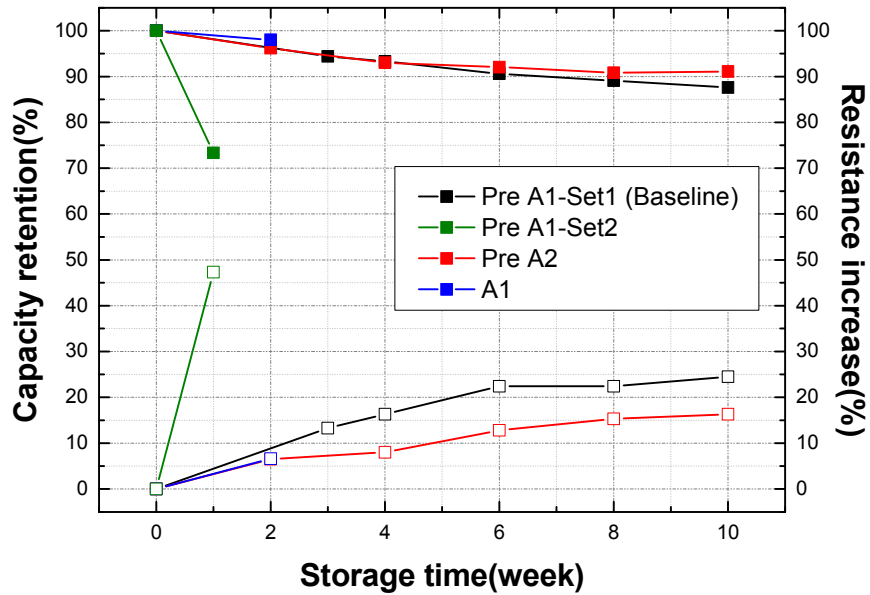 Capacity retention(%)
100
90
80
70
60
50
40
30
20
10
0
Pre A1-Set1 (Baseline)
Pre A1-Set2
Pre A2
A1
100
90
80
70
60
50
40
30
20
10
0
Resistance increase(%)
0 2 4 6 8 10
Storage time(week)